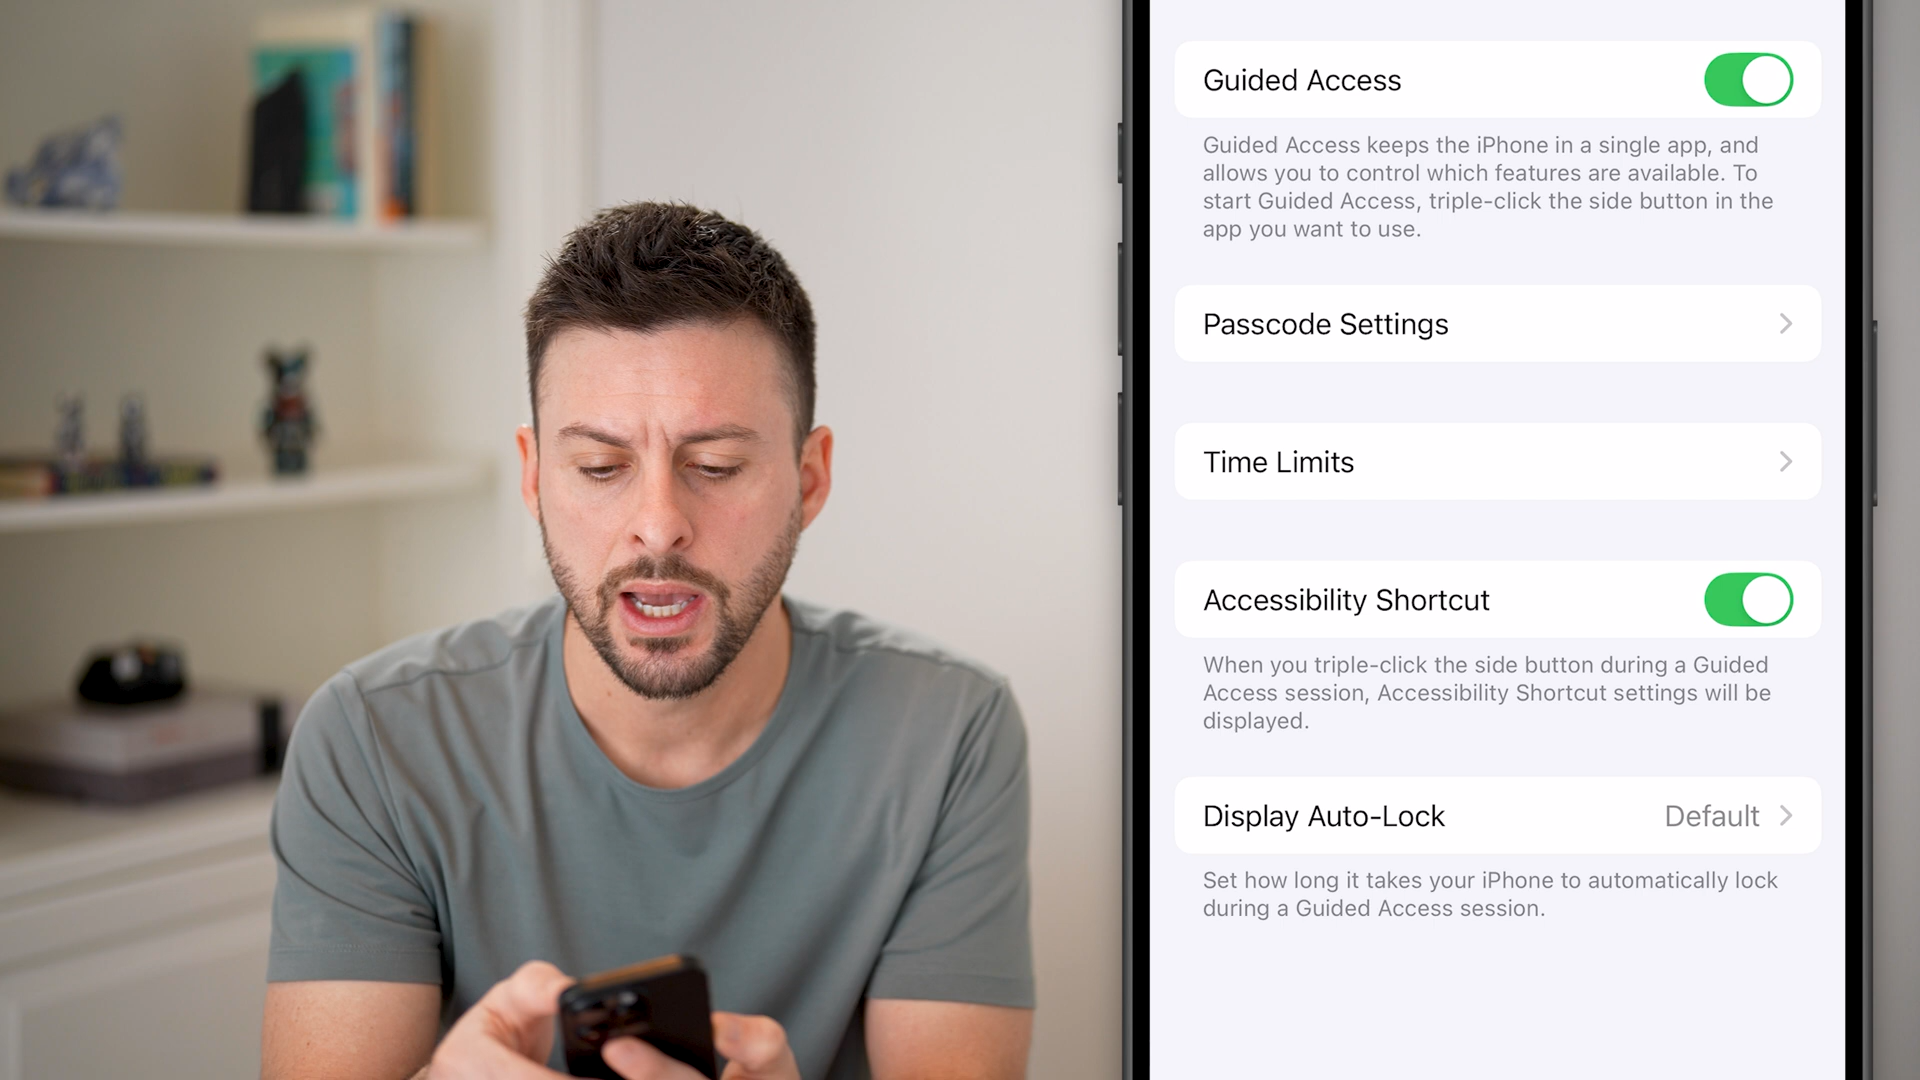 Guided Access
Guided Access keeps the iPhone in a single app, and
allows you to control which features are available. To
start Guided Access, triple-click the side button in the
app you want to use.
Passcode Settings
Time Limits
Accessibility Shortcut
When you triple-click the side button during a Guided
Access session, Accessibility Shortcut settings will be
displayed.
Display Auto-Lock Default
Set how long it takes your iPhone to automatically lock
during a Guided Access session.